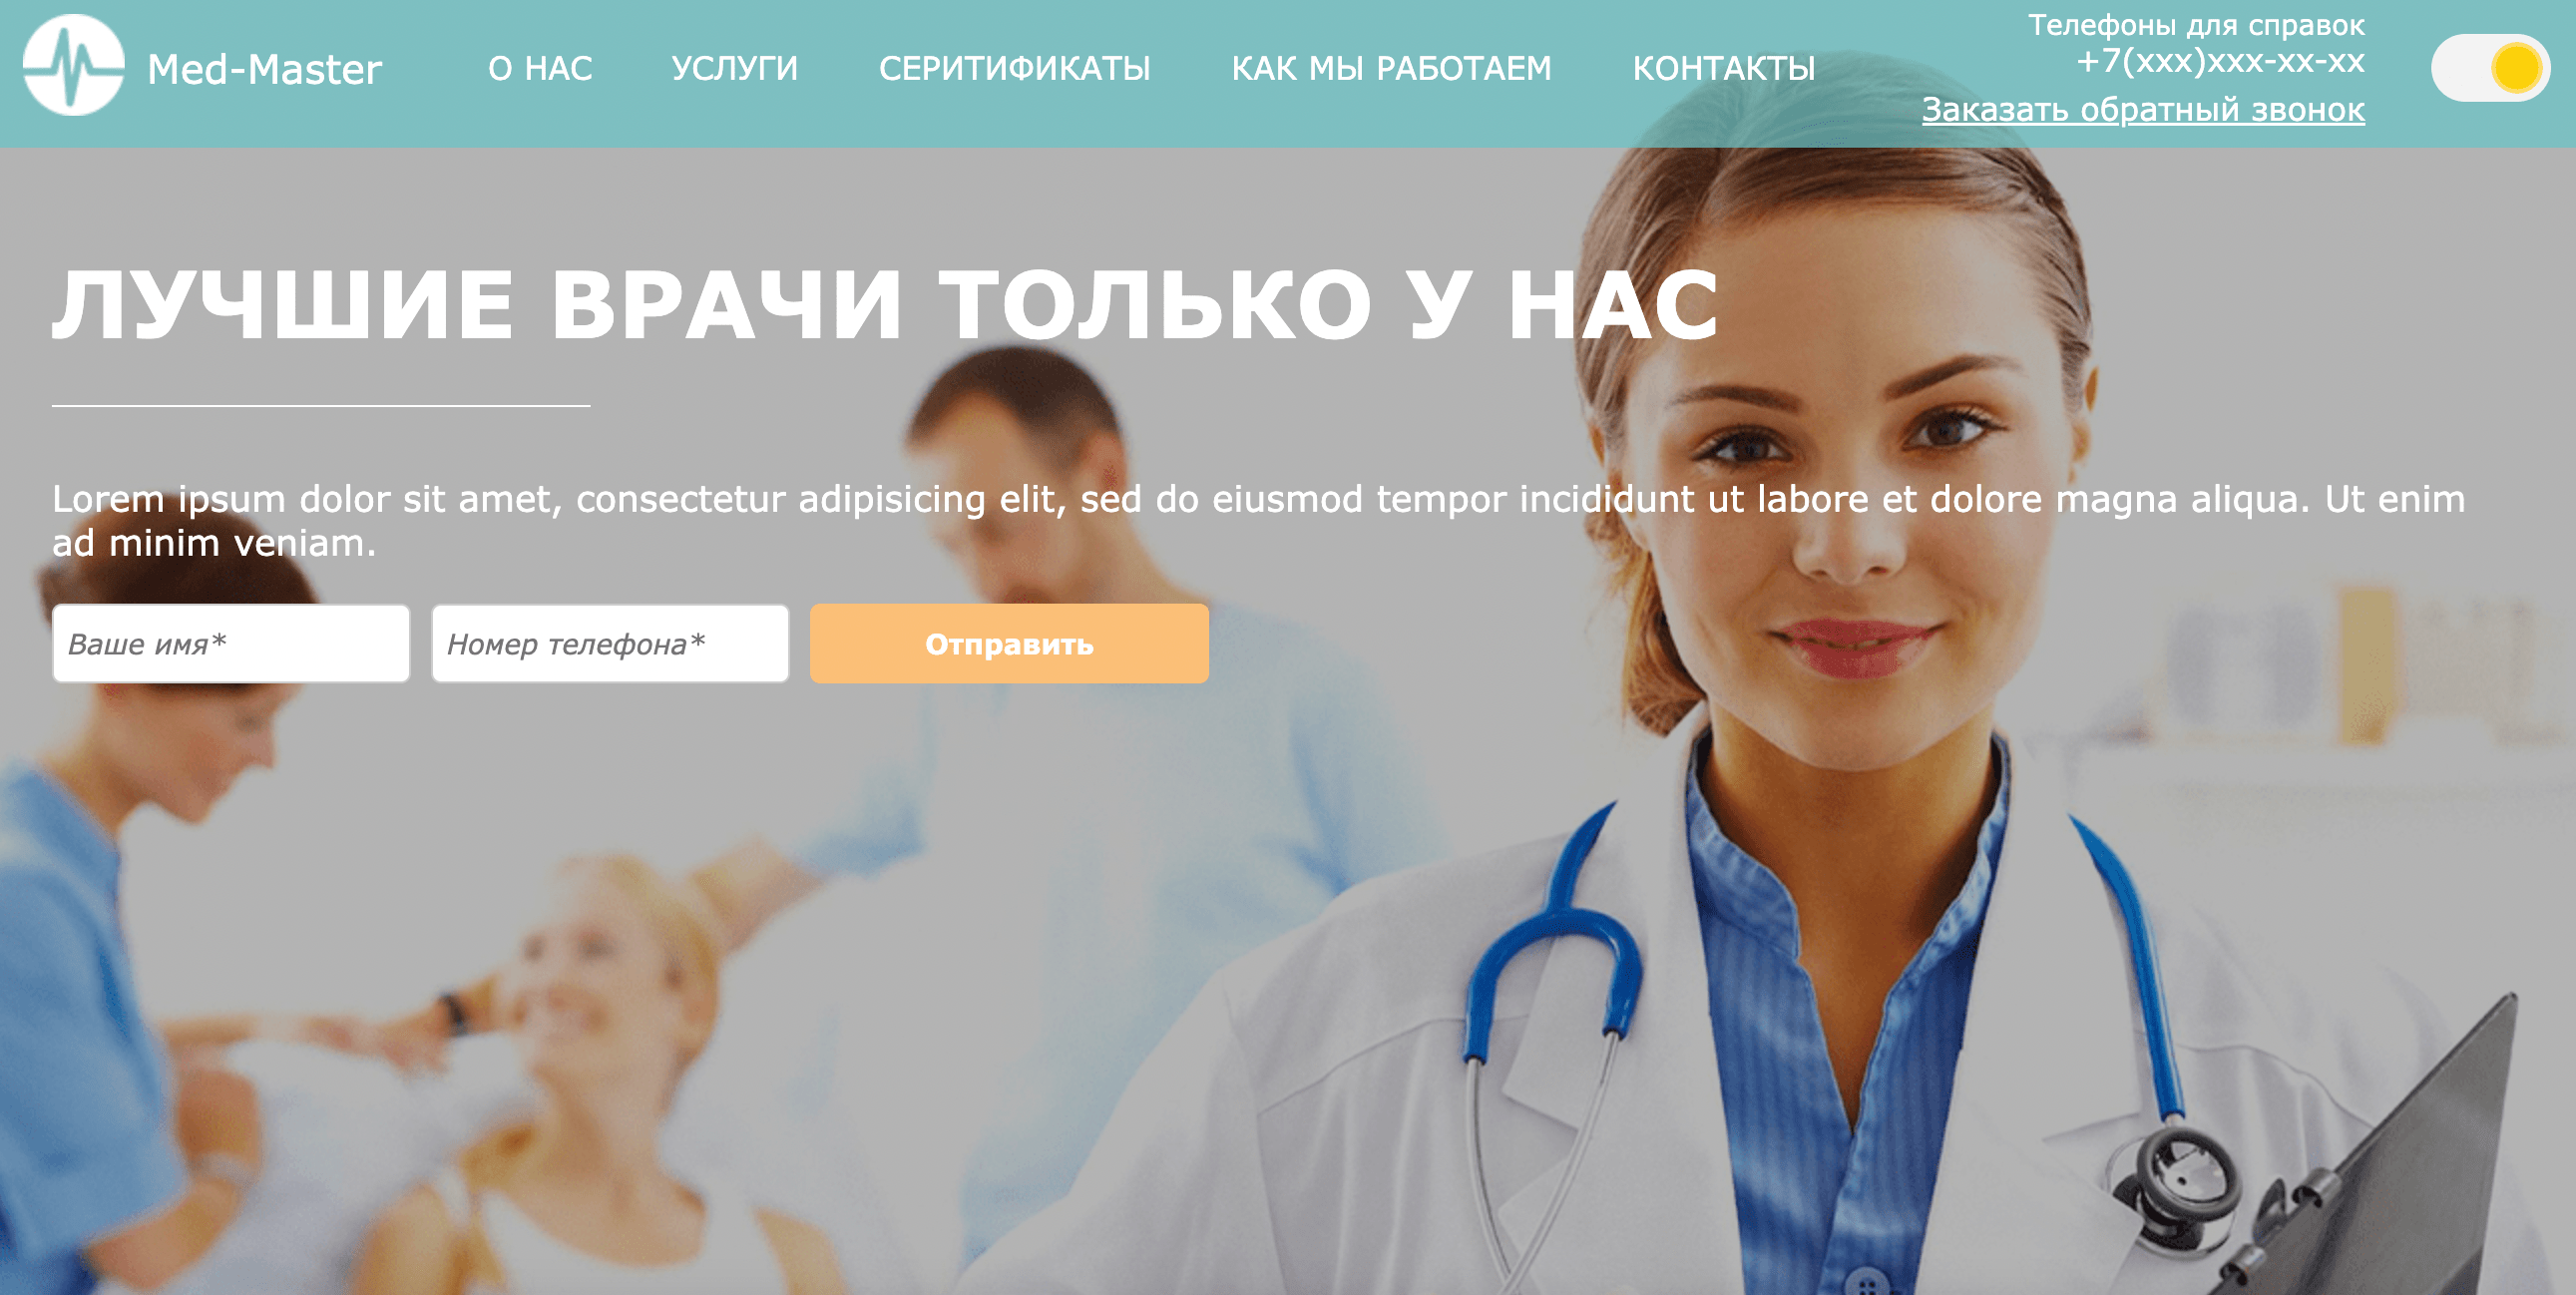 Med-Master
О НАС
УСЛУГИ
СЕРИТИФИКАТЫ
КАК МЫ РАБОТАЕМ
КОНТАКТЫ
Телефоны для справок
+7(xxx)xxx-xx-xx
Заказать обратный звонок
ЛУЧШИЕ ВРАЧИ ТОЛЬКО У НАС
Lorem ipsum dolor sit amet, consectetur adipisicing elit, sed do eiusmod tempor incididunt ut labore et dolore magna aliqua. Ut enim
ad minim veniam.
Ваше имя*
Номер телефона*
Отправить